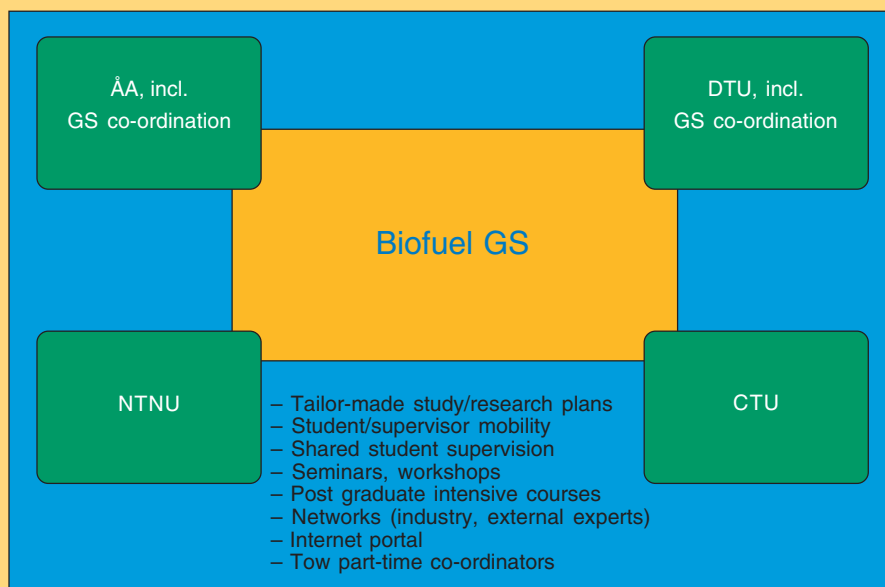 ÅA, incl.
GS co-ordination
DTU, incl.
GS co-ordination
Biofuel GS
NTNU
CTU
– Tailor-made study/research plans
– Student/supervisor mobility
– Shared student supervision
– Seminars, workshops
– Post graduate intensive courses
– Networks (industry, external experts)
– Internet portal
– Tow part-time co-ordinators